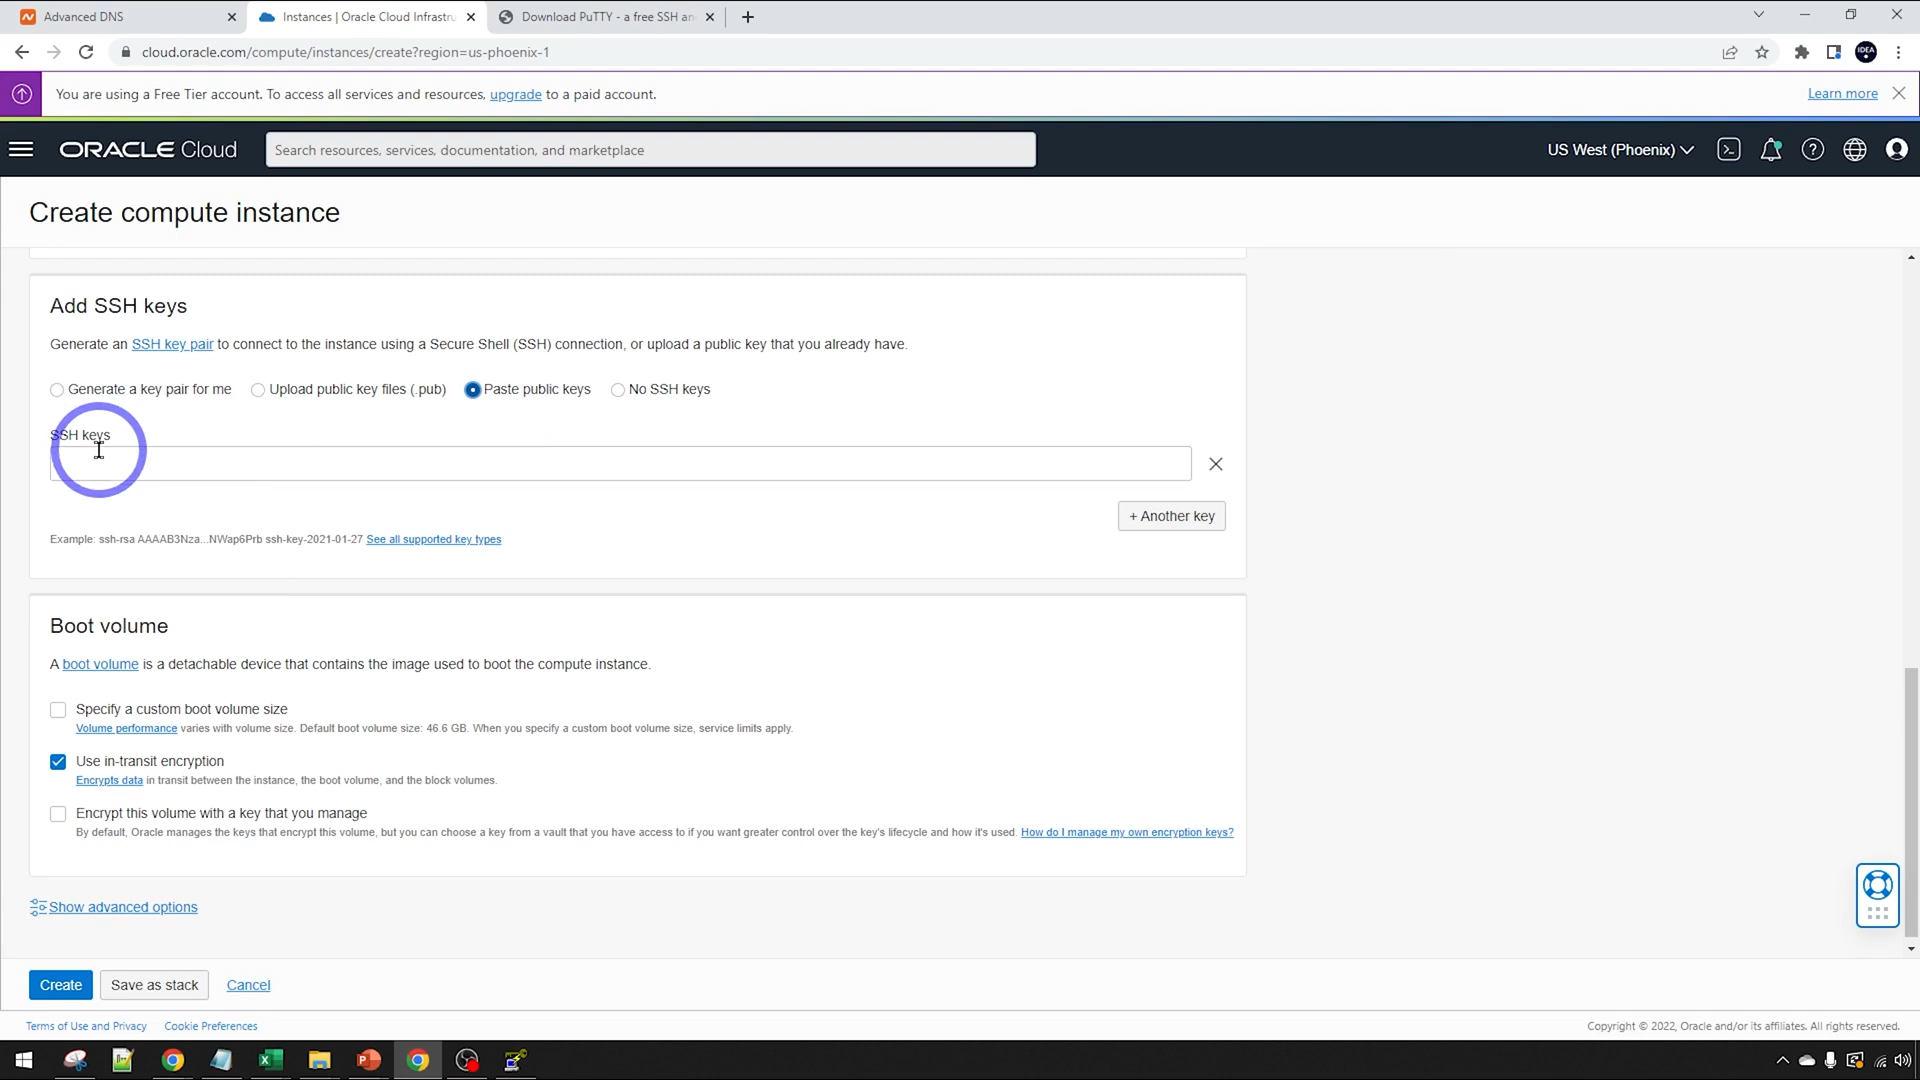 Advanced DNS
Instances | Oracle Cloud Infrastru
Download PuTTY - a free SSH an
cloud.oracle.com/compute/instances/create?region=us-phoenix-1
IDEA
You are using a Free Tier account. To access all services and resources, upgrade to a paid account.
Learn more
ORACLE Cloud
Search resources, services, documentation, and marketplace
US West (Phoenix)
Create compute instance
Add SSH keys
Generate an SSH key pair to connect to the instance using a Secure Shell (SSH) connection, or upload a public key that you already have.
Generate a key pair for me
Upload public key files (.pub)
Paste public keys
No SSH keys
SSH keys
+ Another key
Example: ssh-rsa AAAAB3Nza...NWap6Prb ssh-key-2021-01-27 See all supported key types
Boot volume
A boot volume is a detachable device that contains the image used to boot the compute instance.
Specify a custom boot volume size
Volume performance varies with volume size. Default boot volume size: 46.6 GB. When you specify a custom boot volume size, service limits apply.
Use in-transit encryption
Encrypts data in transit between the instance, the boot volume, and the block volumes.
Encrypt this volume with a key that you manage
By default, Oracle manages the keys that encrypt this volume, but you can choose a key from a vault that you have access to if you want greater control over the key's lifecycle and how it's used. How do I manage my own encryption keys?
Show advanced options
Create
Save as stack
Cancel
Terms of Use and Privacy
Cookie Preferences
Copyright © 2022, Oracle and/or its affiliates. All rights reserved.